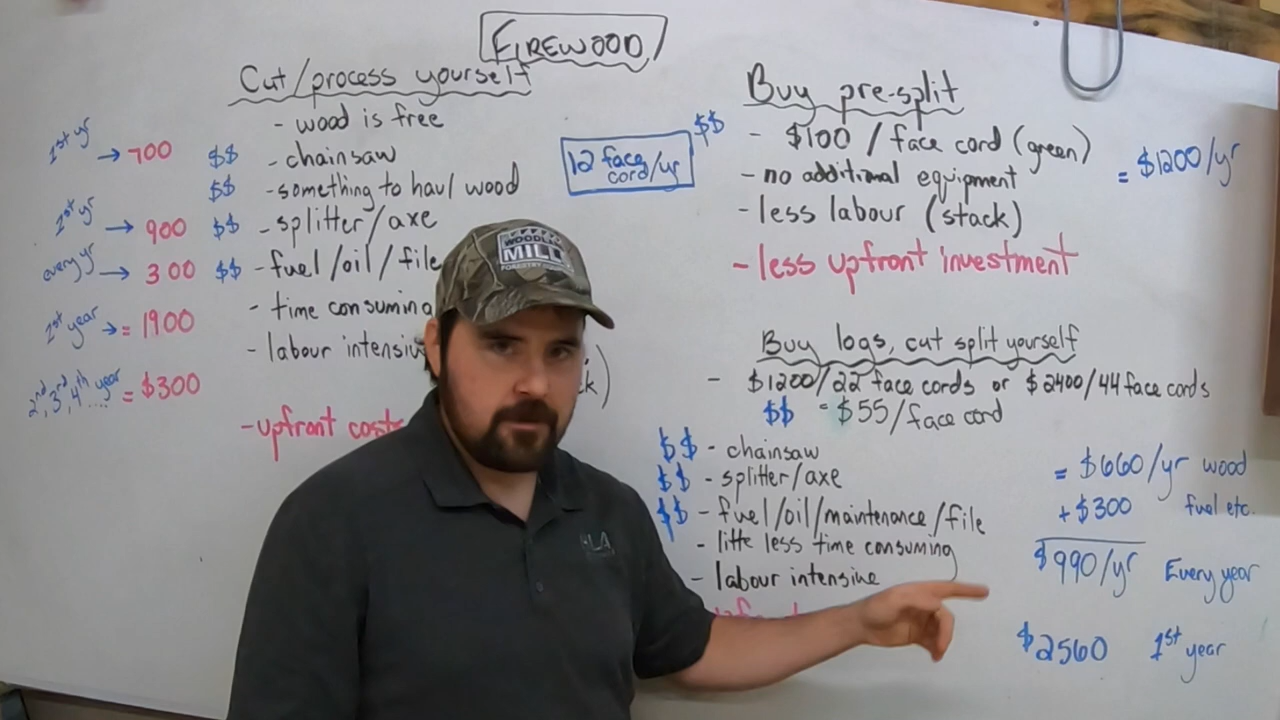 FIREWOOD
Cut/process yourself
- wood is free
1st yr → 700 $$ - chainsaw
$$ - something to haul wood
1st yr → 900 $$ - splitter/axe
every yr → 300 $$ - fuel/oil/file
- time consuming
1st year → = 1900
- labour intensiv
k)
2nd, 3rd, 4th ... year = $300
- upfront costs
12 face
cord/yr
Buy pre-split
$$ - $100 / face cord (green)
= $1200/yr
- no additional equipment
- less labour (stack)
- less upfront investment
Buy logs, cut split yourself
- $1200/22 face cords or $2400/44 face cords
$$ = $55/face cord
$$ - chainsaw
$$ - splitter/axe
$$ - fuel/oil/maintenance/file
- litte less time consuming
- labour intensive
= $660/yr wood
+ $300 fuel etc.
$990/yr Every year
$2560 1st year
MILL